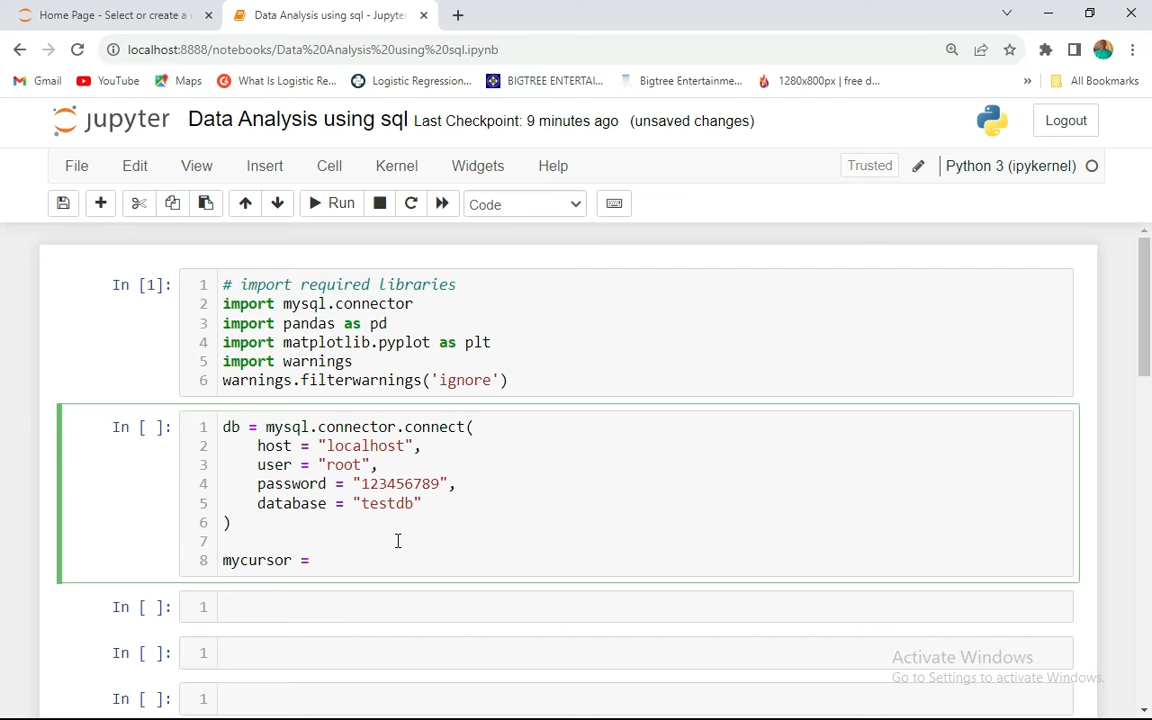 Home Page - Select or create a
Data Analysis using sql - Jupyte
localhost:8888/notebooks/Data%20Analysis%20using%20sql.ipynb
Gmail
YouTube
Maps
What Is Logistic Re...
Logistic Regression...
BIGTREE ENTERTAI...
Bigtree Entertainme...
1280x800px | free d...
»
All Bookmarks
jupyter Data Analysis using sql Last Checkpoint: 9 minutes ago (unsaved changes)
Logout
File Edit View Insert Cell Kernel Widgets Help
Trusted
Python 3 (ipykernel)
Run
Code
In [1]:
1 # import required libraries
2 import mysql.connector
3 import pandas as pd
4 import matplotlib.pyplot as plt
5 import warnings
6 warnings.filterwarnings('ignore')
In [ ]:
1 db = mysql.connector.connect(
2 host = "localhost",
3 user = "root",
4 password = "123456789",
5 database = "testdb"
6 )
7
8 mycursor =
In [ ]: 1
In [ ]: 1
In [ ]: 1
Activate Windows
Go to Settings to activate Windows.